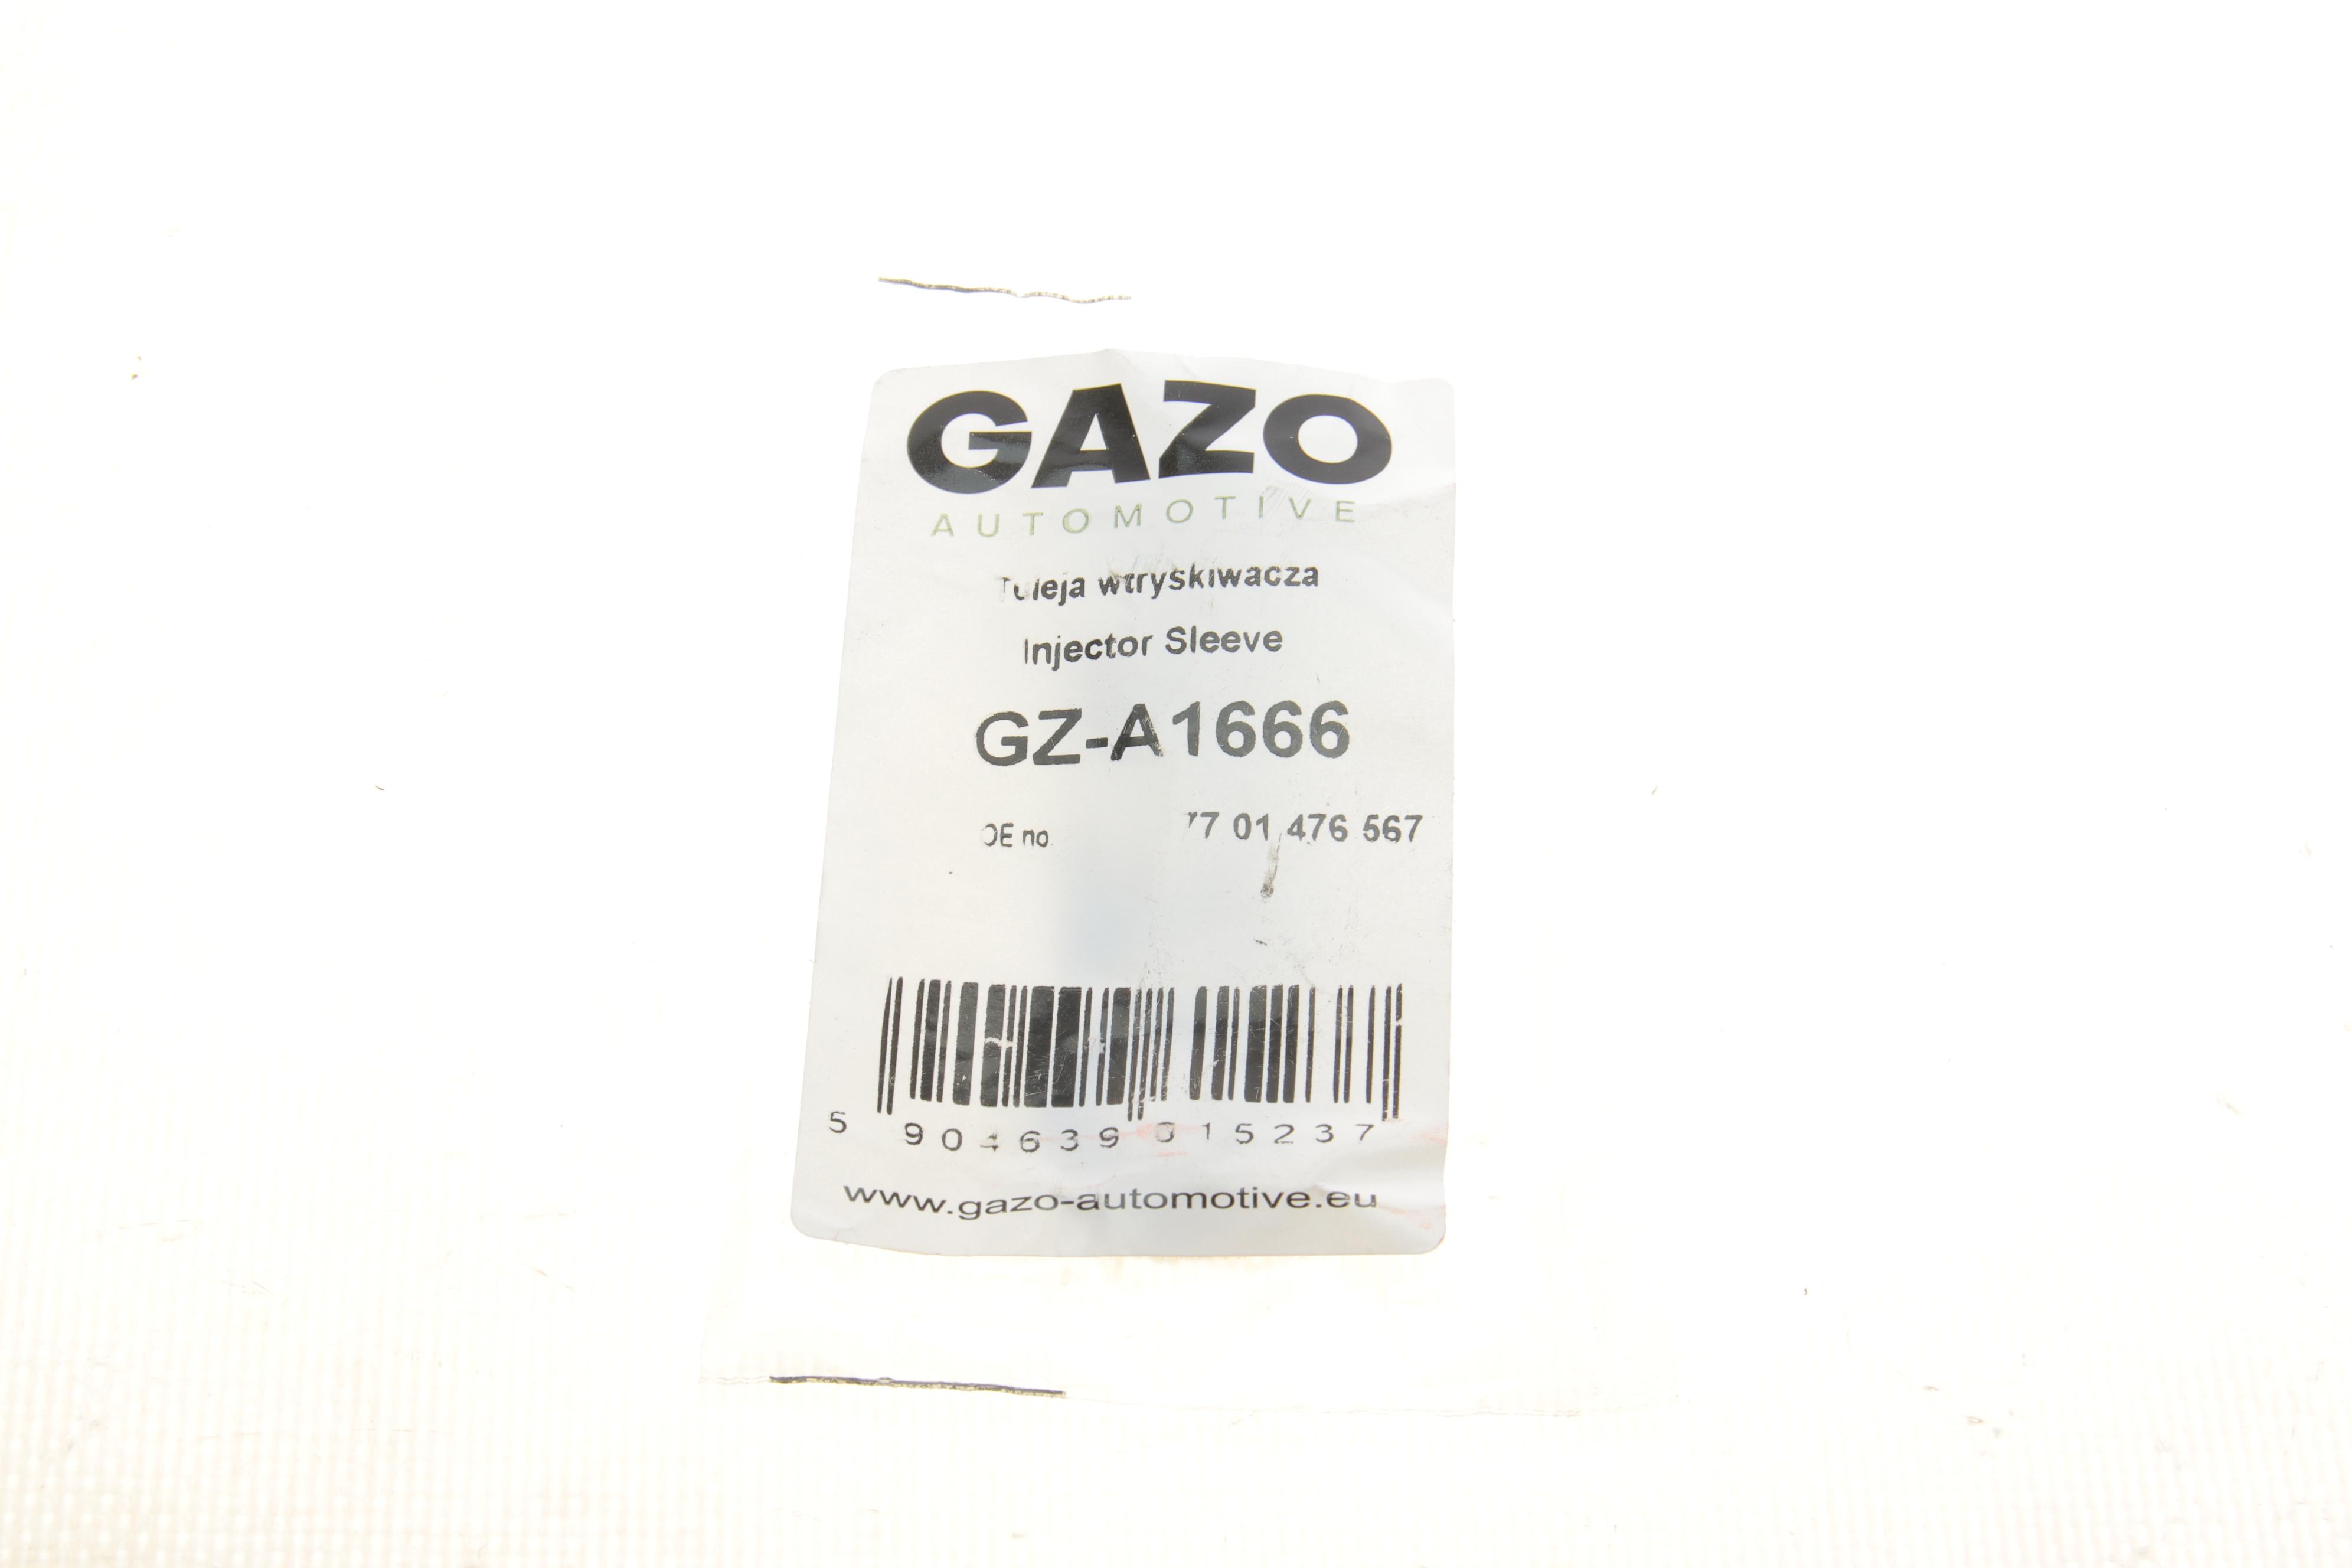 GAZO
AUTOMOTIVE
Tuleja wtryskiwacza
Injector Sleeve
GZ-A1666
OE no. 77 01 476 567
5 904639 015237
www.gazo-automotive.eu